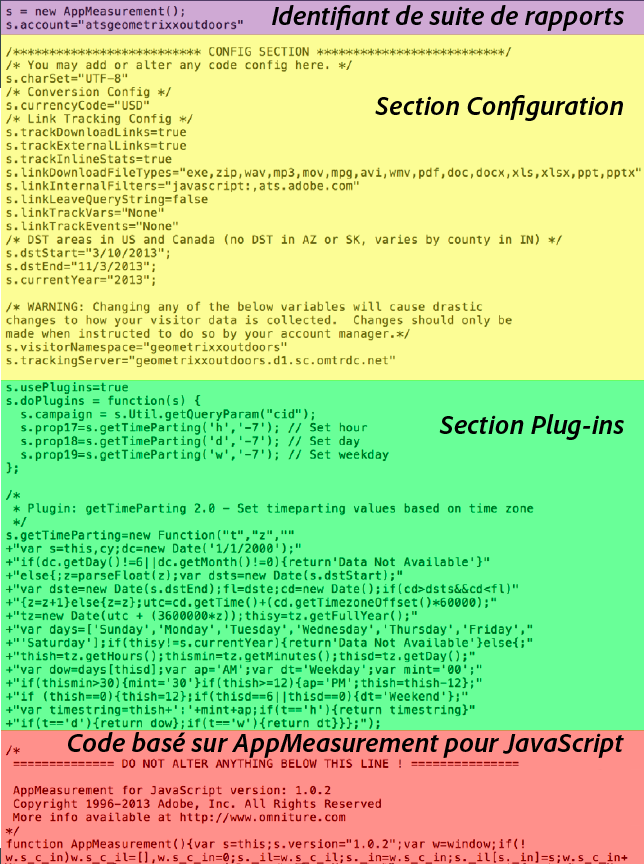 s = new AppMeasurement();
s.account="atsgeometrixxoutdoors"
Identifiant de suite de rapports
/************************** CONFIG SECTION **************************/
/* You may add or alter any code config here. */
s.charSet="UTF-8"
/* Conversion Config */
s.currencyCode="USD"
Section Configuration
/* Link Tracking Config */
s.trackDownloadLinks=true
s.trackExternalLinks=true
s.trackInlineStats=true
s.linkDownloadFileTypes="exe,zip,wav,mp3,mov,mpg,avi,wmv,pdf,doc,docx,xls,xlsx,ppt,pptx"
s.linkInternalFilters="javascript:,ats.adobe.com"
s.linkLeaveQueryString=false
s.linkTrackVars="None"
s.linkTrackEvents="None"
/* DST areas in US and Canada (no DST in AZ or SK, varies by county in IN) */
s.dstStart="3/10/2013";
s.dstEnd="11/3/2013";
s.currentYear="2013";
/* WARNING: Changing any of the below variables will cause drastic
changes to how your visitor data is collected.  Changes should only be
made when instructed to do so by your account manager.*/
s.visitorNamespace="geometrixxoutdoors"
s.trackingServer="geometrixxoutdoors.d1.sc.omtrdc.net"
s.usePlugins=true
s.doPlugins = function(s) {
s.campaign = s.Util.getQueryParam("cid");
s.prop17=s.getTimeParting('h','-7'); // Set hour
Section Plug-ins
s.prop18=s.getTimeParting('d','-7'); // Set day
s.prop19=s.getTimeParting('w','-7'); // Set weekday
};
/*
* Plugin: getTimeParting 2.0 - Set timeparting values based on time zone
*/
s.getTimeParting=new Function("t","z",""
+"var s=this,cy;dc=new Date('1/1/2000');"
+"if(dc.getDay()!=6||dc.getMonth()!=0){return'Data Not Available'}"
+"else{;z=parseFloat(z);var dsts=new Date(s.dstStart);"
+"var dste=new Date(s.dstEnd);fl=dste;cd=new Date();if(cd>dsts&&cd<fl)"
+"{z=z+1}else{z=z};utc=cd.getTime()+(cd.getTimezoneOffset()*60000);"
+"tz=new Date(utc + (3600000*z));thisy=tz.getFullYear();"
+"var days=['Sunday','Monday','Tuesday','Wednesday','Thursday','Friday',"
+"'Saturday'];if(thisy!=s.currentYear){return'Data Not Available'}else{;"
+"thish=tz.getHours();thismin=tz.getMinutes();thisd=tz.getDay();"
+"var dow=days[thisd];var ap='AM';var dt='Weekday';var mint='00';"
+"if(thismin>30){mint='30'}if(thish>=12){ap='PM';thish=thish-12};"
+"if (thish==0){thish=12};if(thisd==6||thisd==0){dt='Weekend'};"
+"var timestring=thish+':'+mint+ap;if(t=='h'){return timestring}"
+"if(t=='d'){return dow};if(t=='w'){return dt}}};");
Code basé sur AppMeasurement pour JavaScript
/*
============== DO NOT ALTER ANYTHING BELOW THIS LINE ! ===============
AppMeasurement for JavaScript version: 1.0.2
Copyright 1996-2013 Adobe, Inc. All Rights Reserved
More info available at http://www.omniture.com
*/
function AppMeasurement(){var s=this;s.version="1.0.2";var w=window;if(!
w.s_c_in)w.s_c_il=[],w.s_c_in=0;s._il=w.s_c_il;s._in=w.s_c_in;s._il[s._in]=s;w.s_c_in+